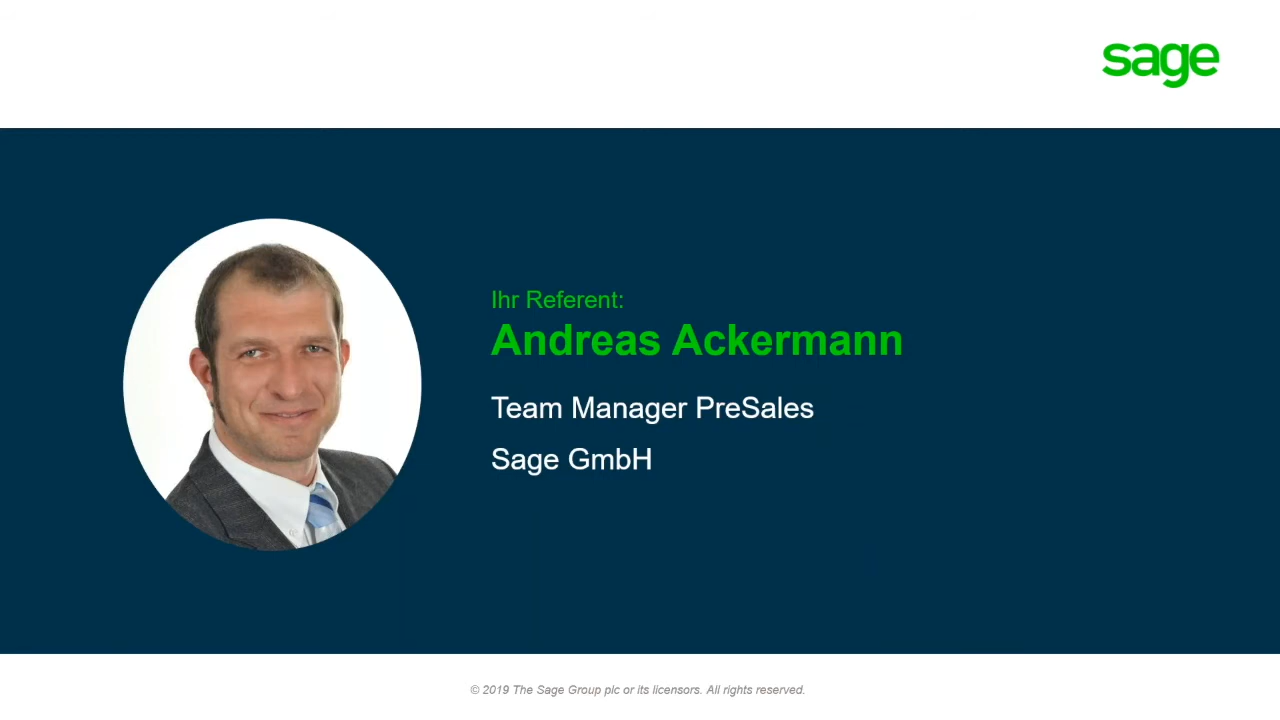 sage
Ihr Referent:
Andreas Ackermann
Team Manager PreSales
Sage GmbH
© 2019 The Sage Group plc or its licensors. All rights reserved.